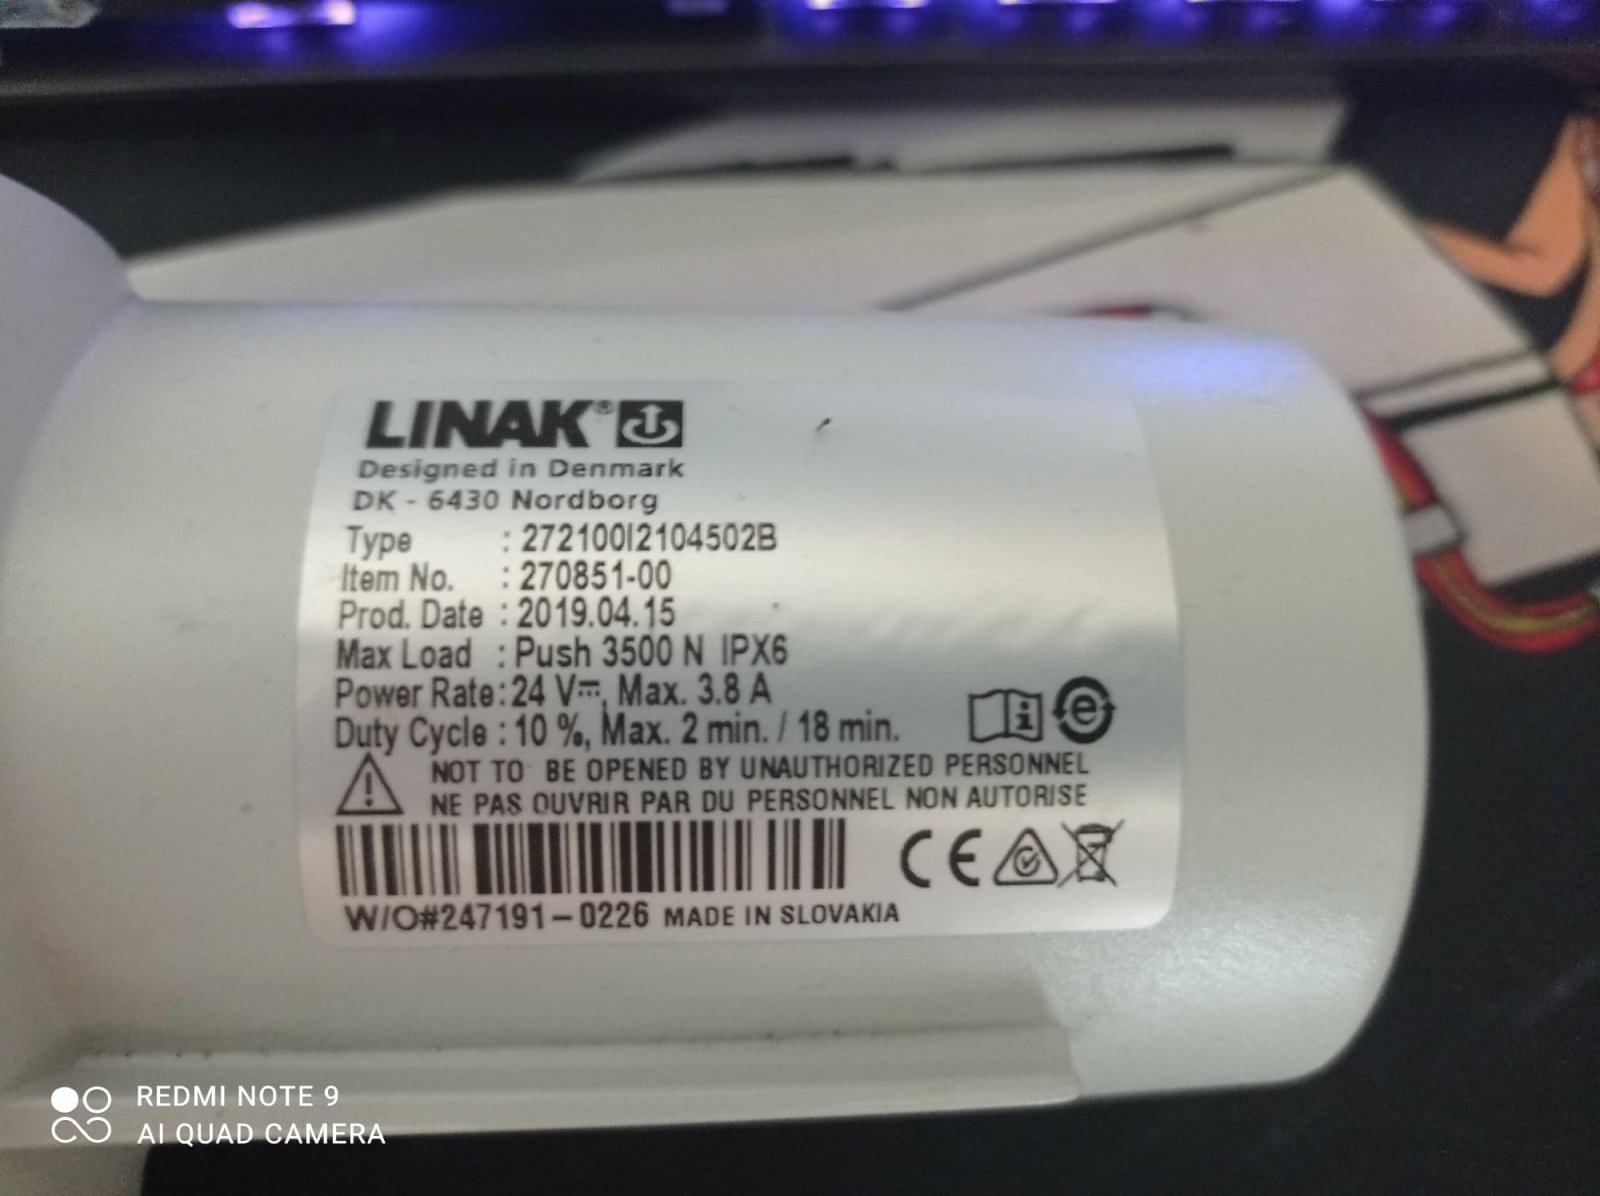 LINAK®
Designed in Denmark
DK - 6430 Nordborg
Type : 272100I2104502B
Item No. : 270851-00
Prod. Date : 2019.04.15
Max Load : Push 3500 N IPX6
Power Rate : 24 V⎓, Max. 3.8 A
Duty Cycle : 10 %, Max. 2 min. / 18 min.
NOT TO BE OPENED BY UNAUTHORIZED PERSONNEL
NE PAS OUVRIR PAR DU PERSONNEL NON AUTORISE
CE
W/O#247191-0226 MADE IN SLOVAKIA
REDMI NOTE 9
AI QUAD CAMERA